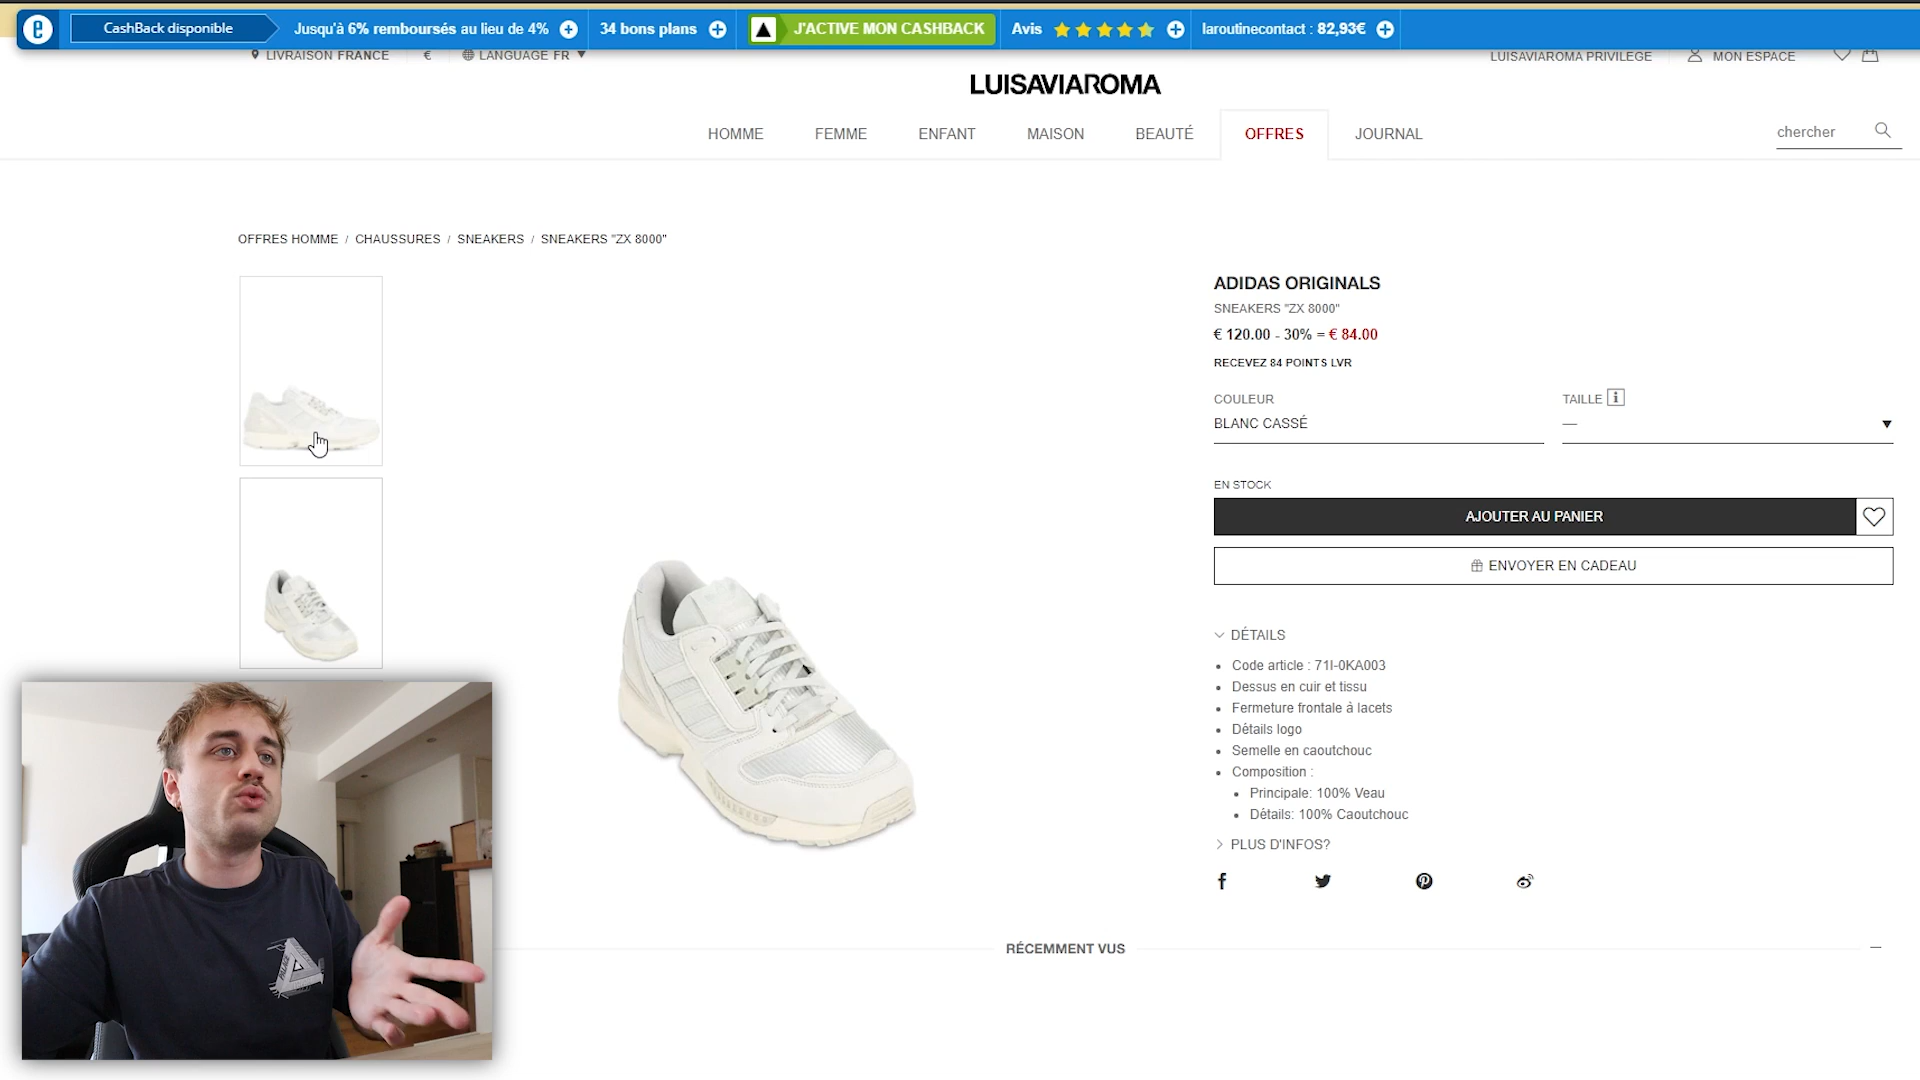 e CashBack disponible Jusqu'à 6% remboursés au lieu de 4% 34 bons plans J'ACTIVE MON CASHBACK Avis laroutinecontact : 82,93€
LIVRAISON FRANCE € LANGUAGE FR LUISAVIAROMA PRIVILEGE MON ESPACE
LUISAVIAROMA
HOMME FEMME ENFANT MAISON BEAUTÉ OFFRES JOURNAL chercher
OFFRES HOMME / CHAUSSURES / SNEAKERS / SNEAKERS "ZX 8000"
ADIDAS ORIGINALS
SNEAKERS "ZX 8000"
€ 120.00 - 30% = € 84.00
RECEVEZ 84 POINTS LVR
COULEUR TAILLE i
BLANC CASSÉ —
EN STOCK
AJOUTER AU PANIER
ENVOYER EN CADEAU
DÉTAILS
• Code article : 71I-0KA003
• Dessus en cuir et tissu
• Fermeture frontale à lacets
• Détails logo
• Semelle en caoutchouc
• Composition :
• Principale: 100% Veau
• Détails: 100% Caoutchouc
PLUS D'INFOS?
RÉCEMMENT VUS
PALACE